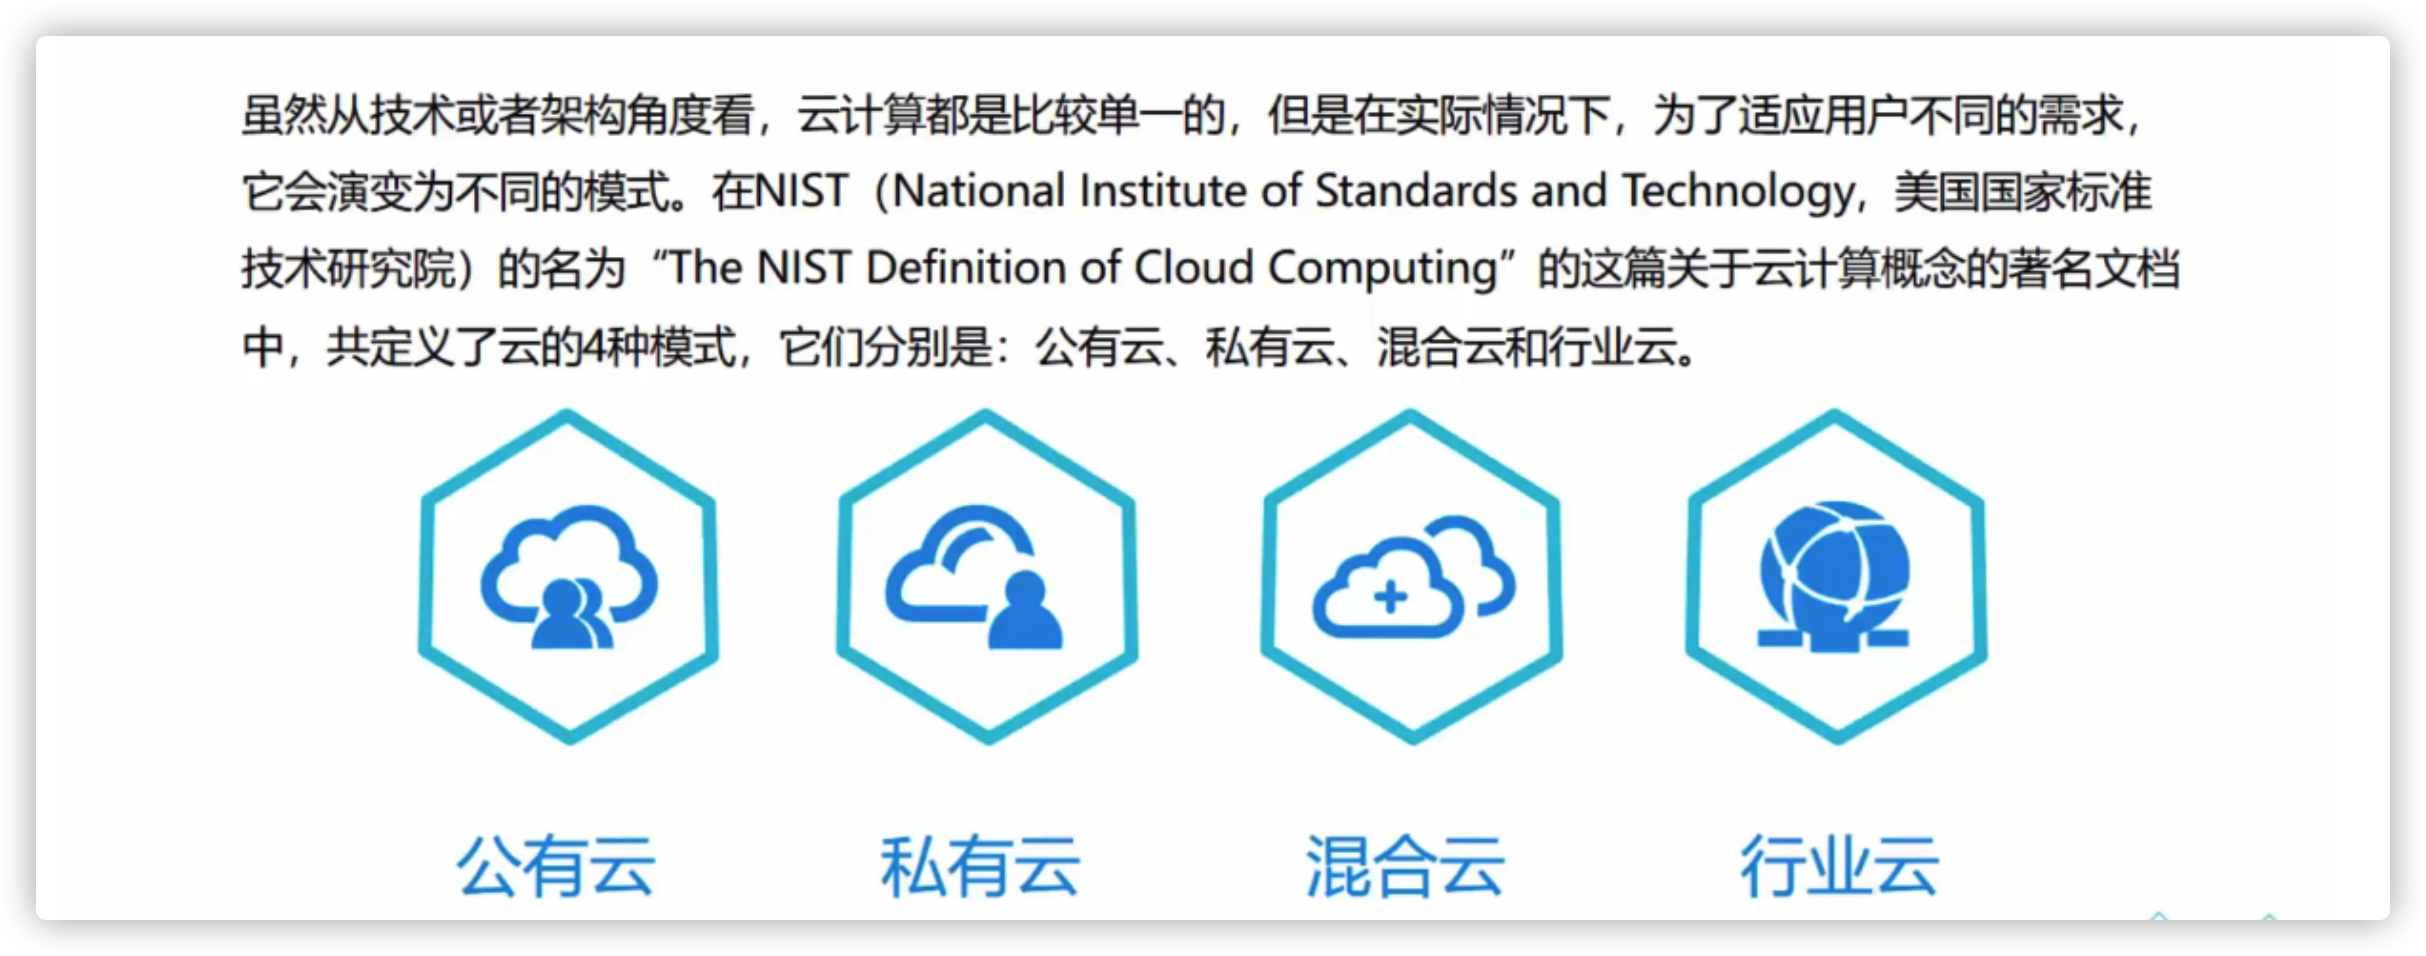 虽然从技术或者架构角度看，云计算都是比较单一的，但是在实际情况下，为了适应用户不同的需求，
它会演变为不同的模式。在NIST（National Institute of Standards and Technology，美国国家标准
技术研究院）的名为“The NIST Definition of Cloud Computing”的这篇关于云计算概念的著名文档
中，共定义了云的4种模式，它们分别是：公有云、私有云、混合云和行业云。
公有云
私有云
混合云
行业云